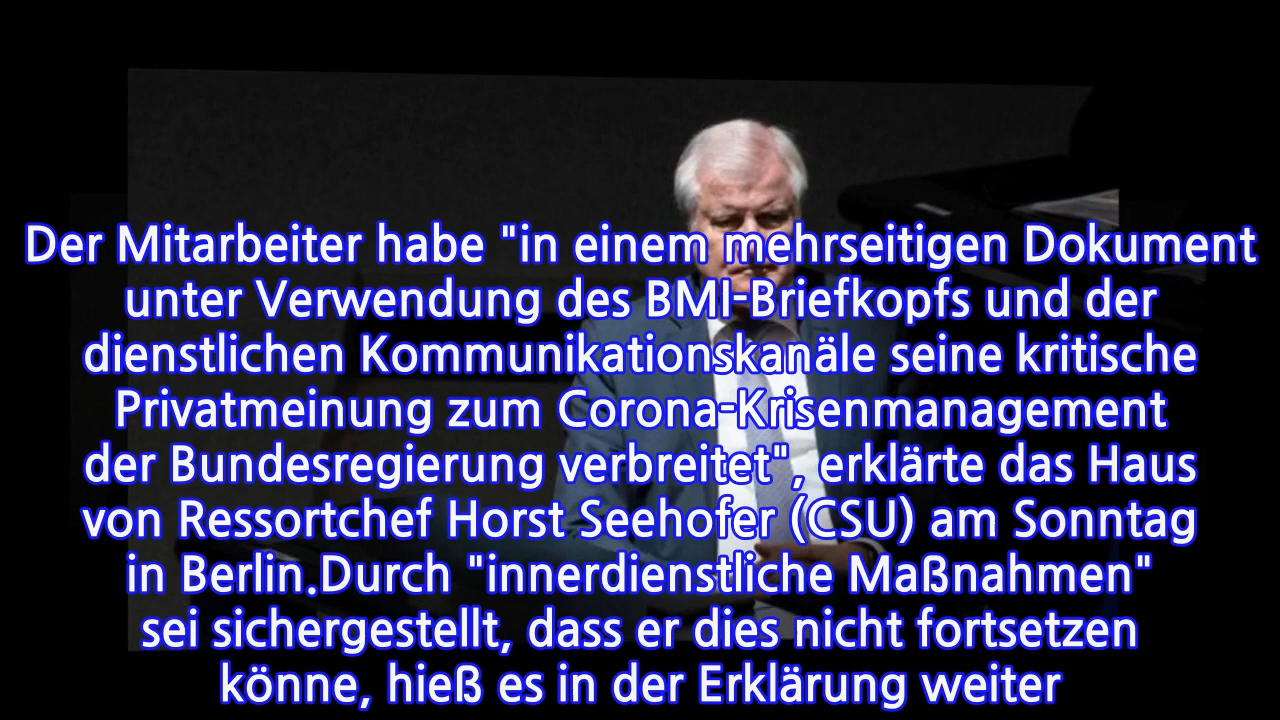 Der Mitarbeiter habe "in einem mehrseitigen Dokument
unter Verwendung des BMI-Briefkopfs und der
dienstlichen Kommunikationskanäle seine kritische
Privatmeinung zum Corona-Krisenmanagement
der Bundesregierung verbreitet", erklärte das Haus
von Ressortchef Horst Seehofer (CSU) am Sonntag
in Berlin.Durch "innerdienstliche Maßnahmen"
sei sichergestellt, dass er dies nicht fortsetzen
könne, hieß es in der Erklärung weiter